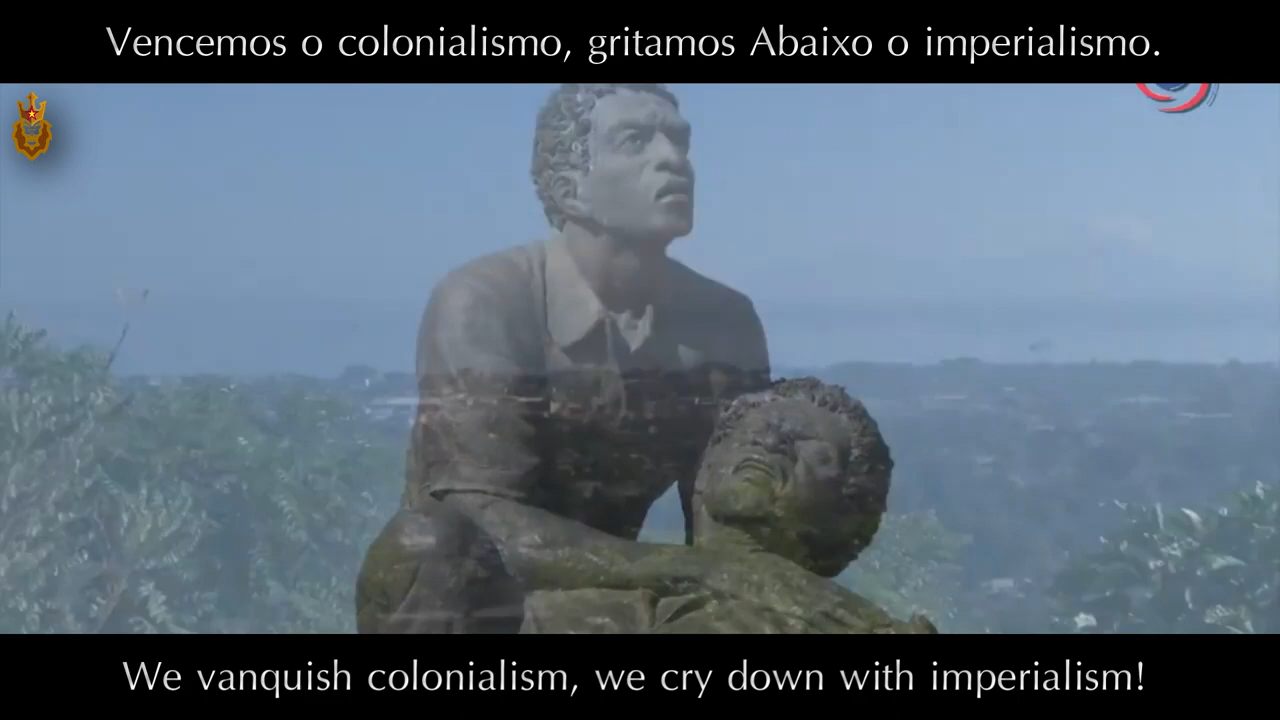 Vencemos o colonialismo, gritamos Abaixo o imperialismo.
We vanquish colonialism, we cry down with imperialism!